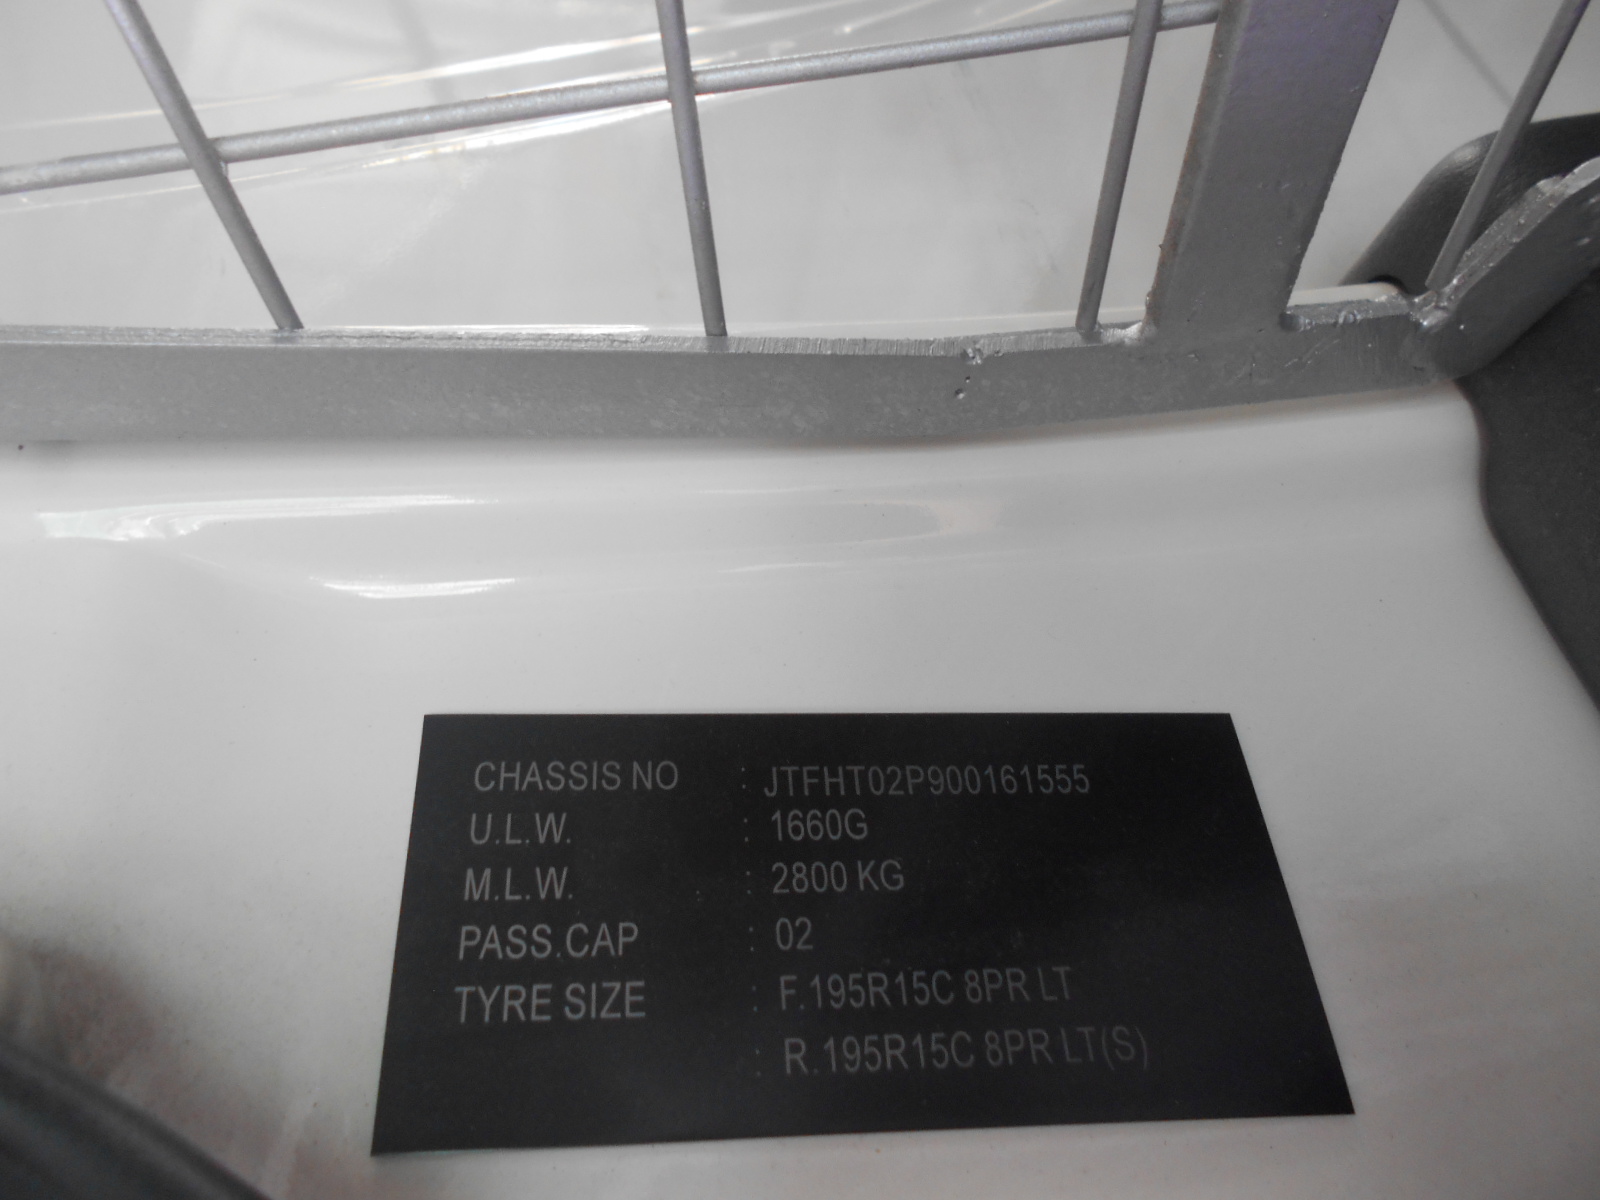 CHASSIS NO : JTFHT02P900161555
U.L.W. : 1660G
M.L.W. : 2800 KG
PASS.CAP : 02
TYRE SIZE : F.195R15C 8PR LT
: R.195R15C 8PR LT(S)